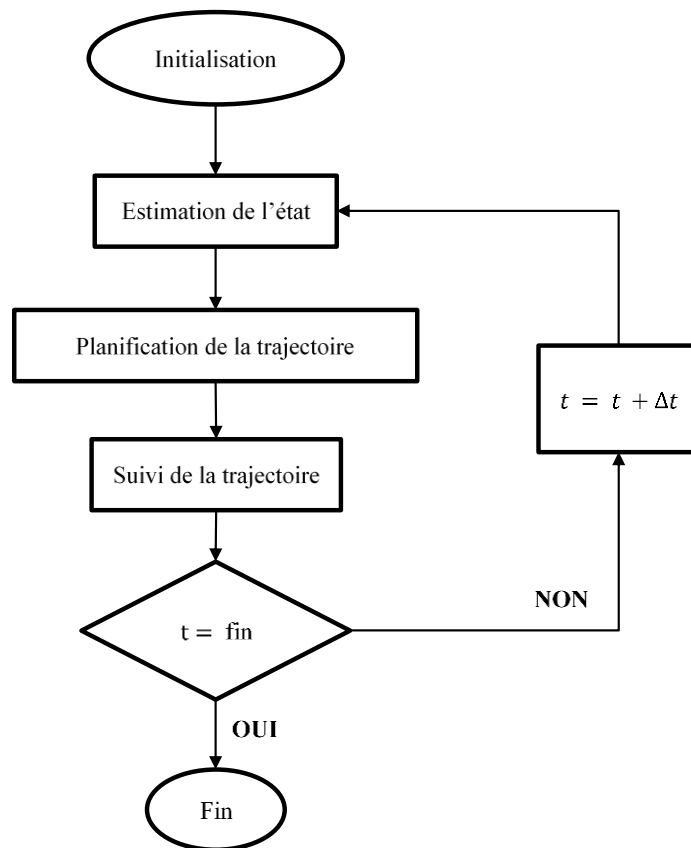 Initialisation
Estimation de l’état
Planification de la trajectoire
t = t + Δt
Suivi de la trajectoire
NON
t = fin
OUI
Fin